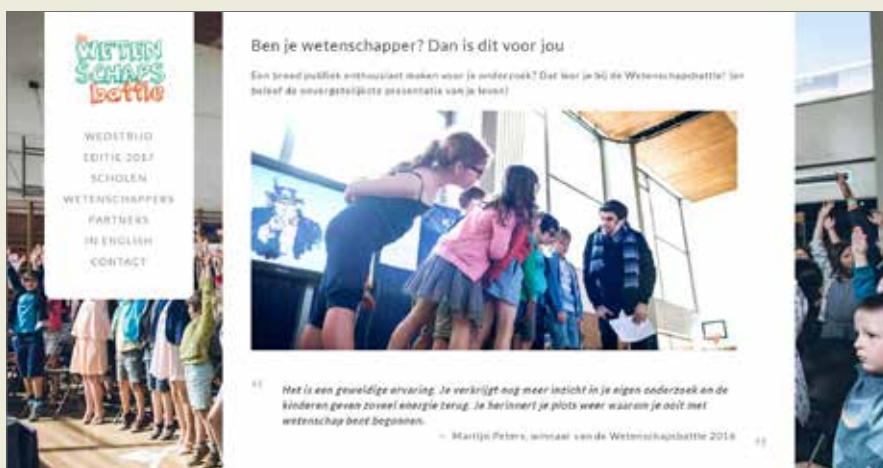 de
WETEN
SCHAPS
battle
WEDSTRIJD
EDITIE 2017
SCHOLEN
WETENSCHAPPERS
PARTNERS
IN ENGLISH
CONTACT
Ben je wetenschapper? Dan is dit voor jou
Een breed publiek enthousiast maken voor je onderzoek? Dat leer je bij de Wetenschapsbattle! (en
beleef de onvergetelijkste presentatie van je leven)
“ Het is een geweldige ervaring. Je verkrijgt nog meer inzicht in je eigen onderzoek en de
kinderen geven zoveel energie terug. Je herinnert je plots weer waarom je ooit met
wetenschap bent begonnen.
— Martijn Peters, winnaar van de Wetenschapsbattle 2016 ”